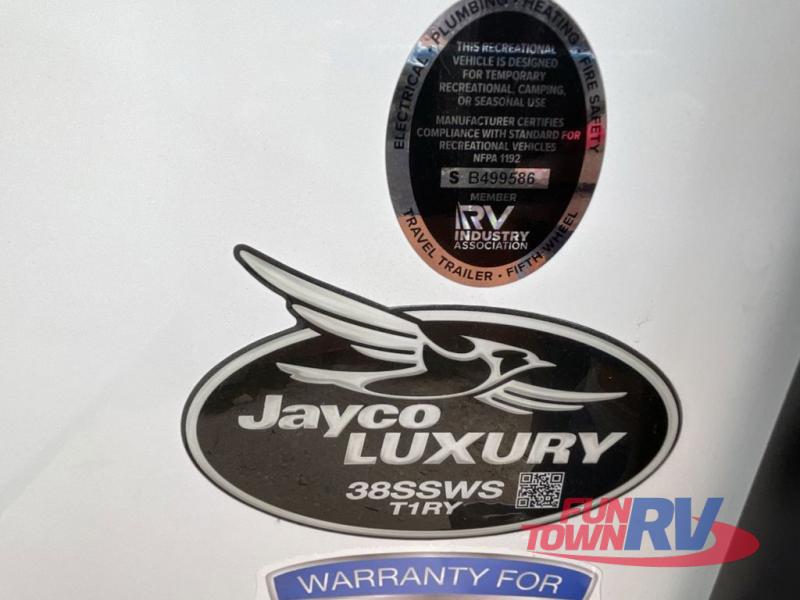 ELECTRICAL · PLUMBING · HEATING · FIRE SAFETY
THIS RECREATIONAL
VEHICLE IS DESIGNED
FOR TEMPORARY
RECREATIONAL, CAMPING,
OR SEASONAL USE
MANUFACTURER CERTIFIES
COMPLIANCE WITH STANDARD FOR
RECREATIONAL VEHICLES
NFPA 1192
S B499586
MEMBER
RV
INDUSTRY
ASSOCIATION
TRAVEL TRAILER · FIFTH WHEEL
Jayco
LUXURY
38SSWS
T1RY
FUN
TOWN RV
WARRANTY FOR